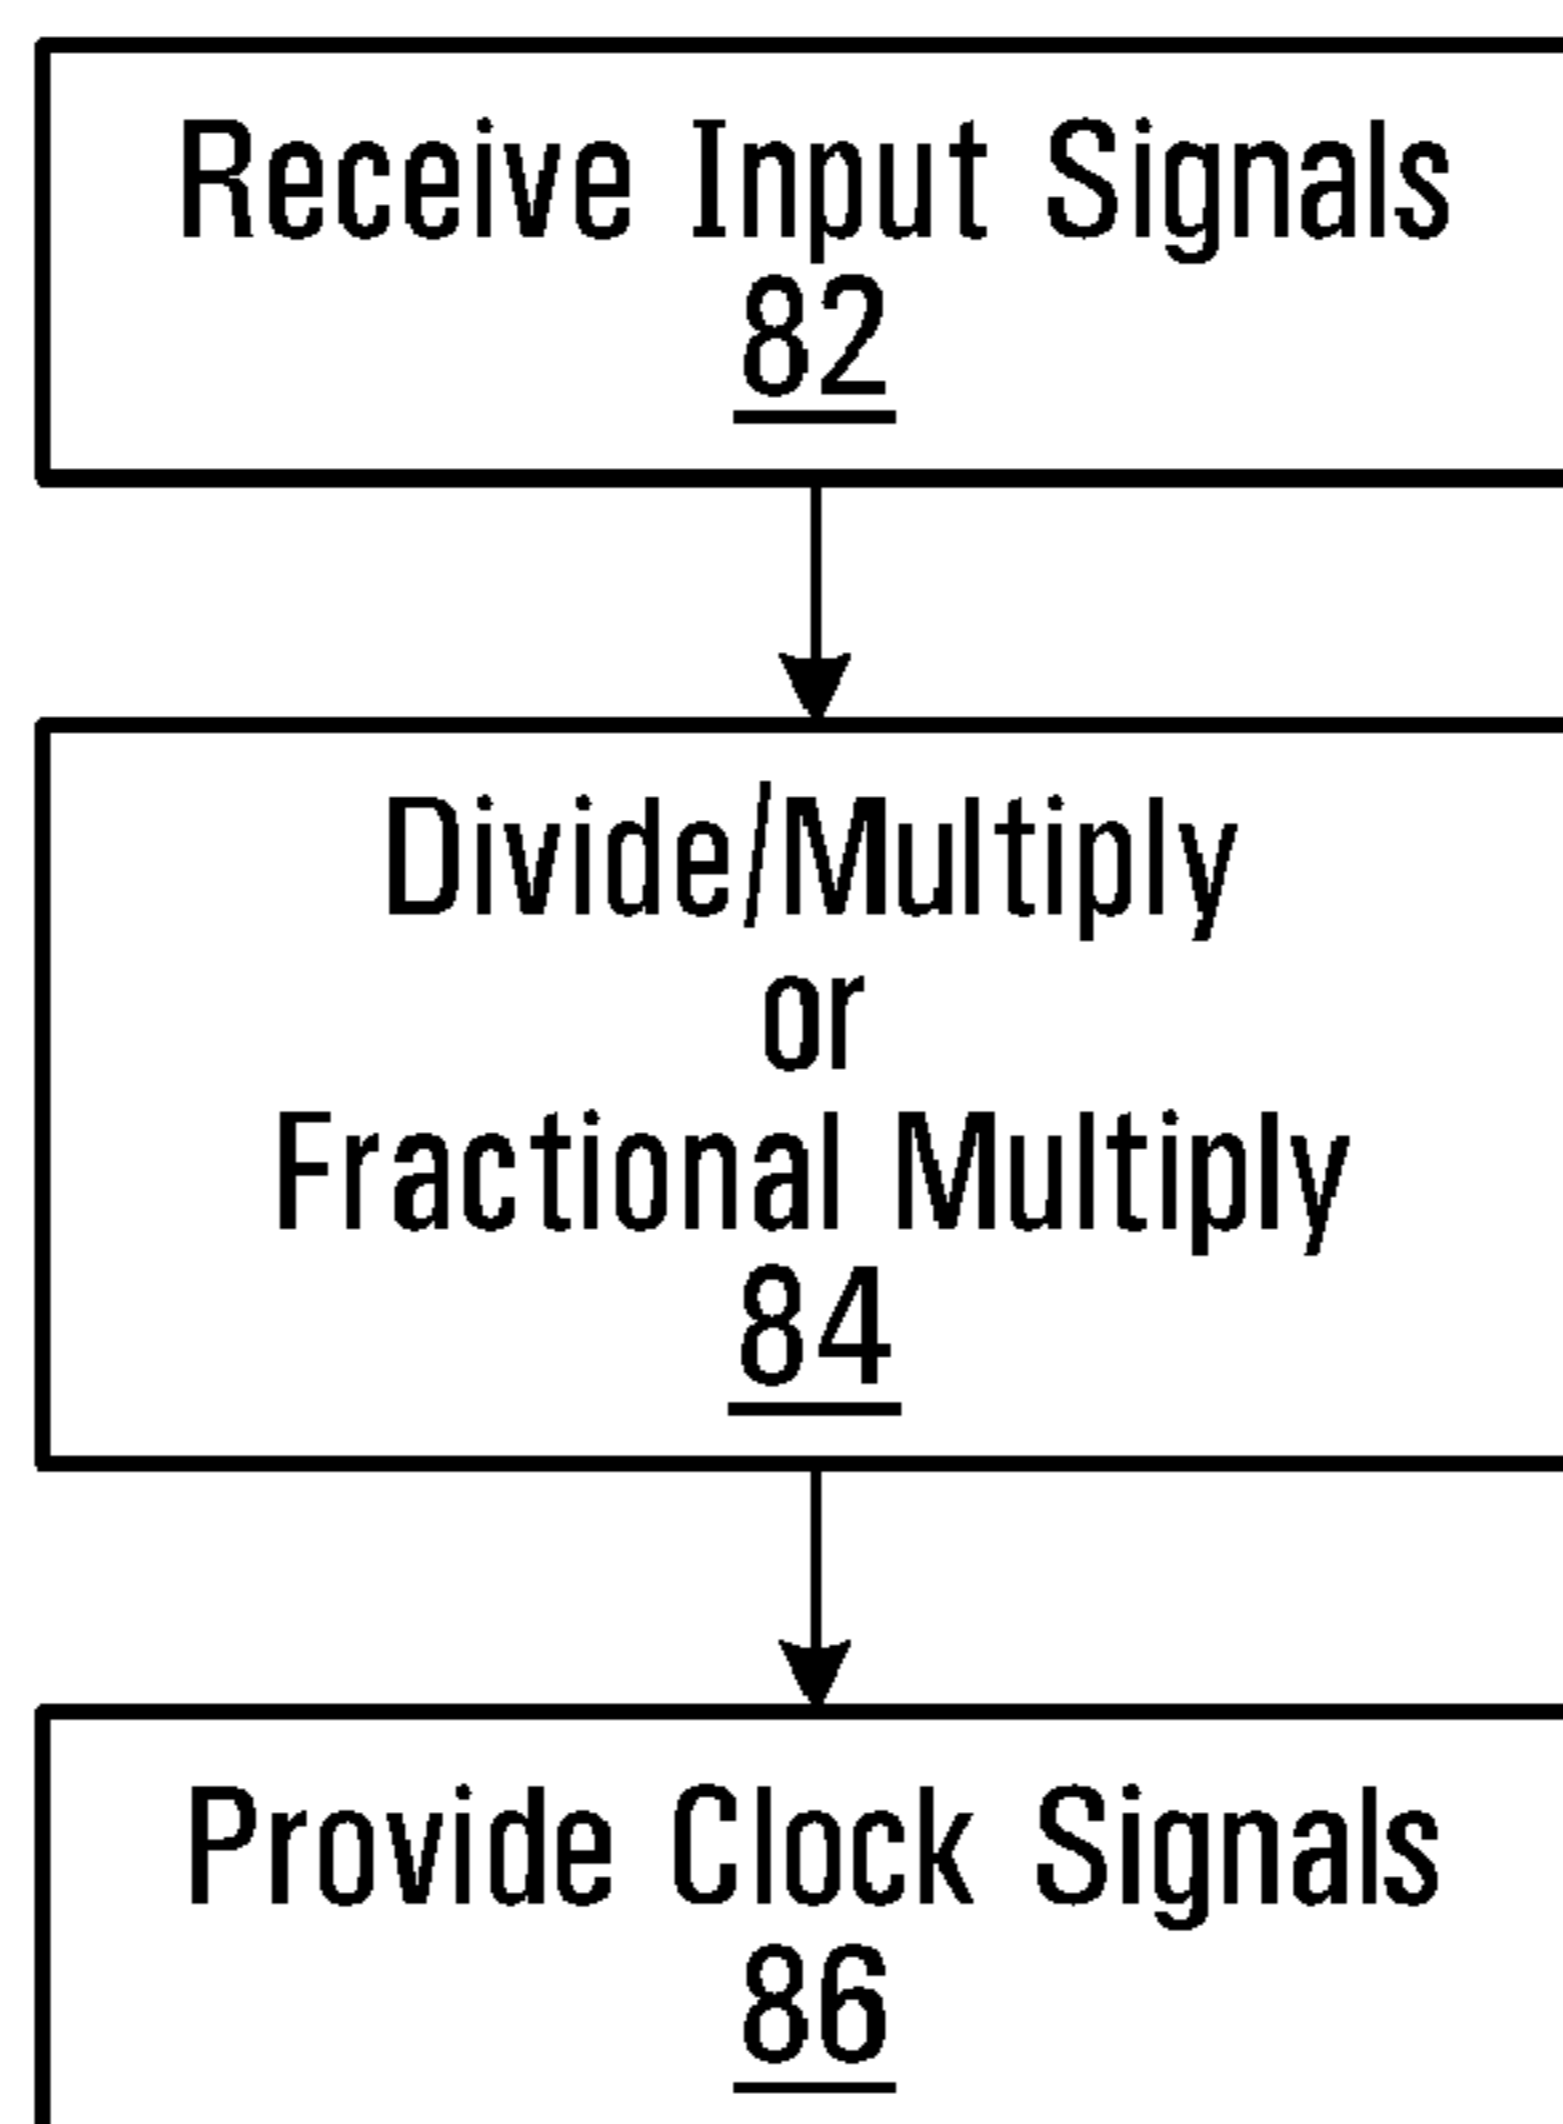 Receive Input Signals
82
Divide/Multiply
or
Fractional Multiply
84
Provide Clock Signals
86